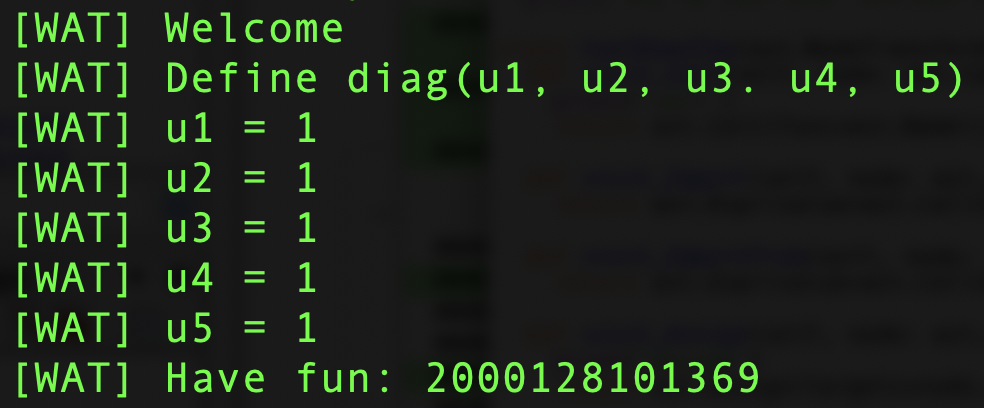 [WAT] Welcome
[WAT] Define diag(u1, u2, u3. u4, u5)
[WAT] u1 = 1
[WAT] u2 = 1
[WAT] u3 = 1
[WAT] u4 = 1
[WAT] u5 = 1
[WAT] Have fun: 2000128101369